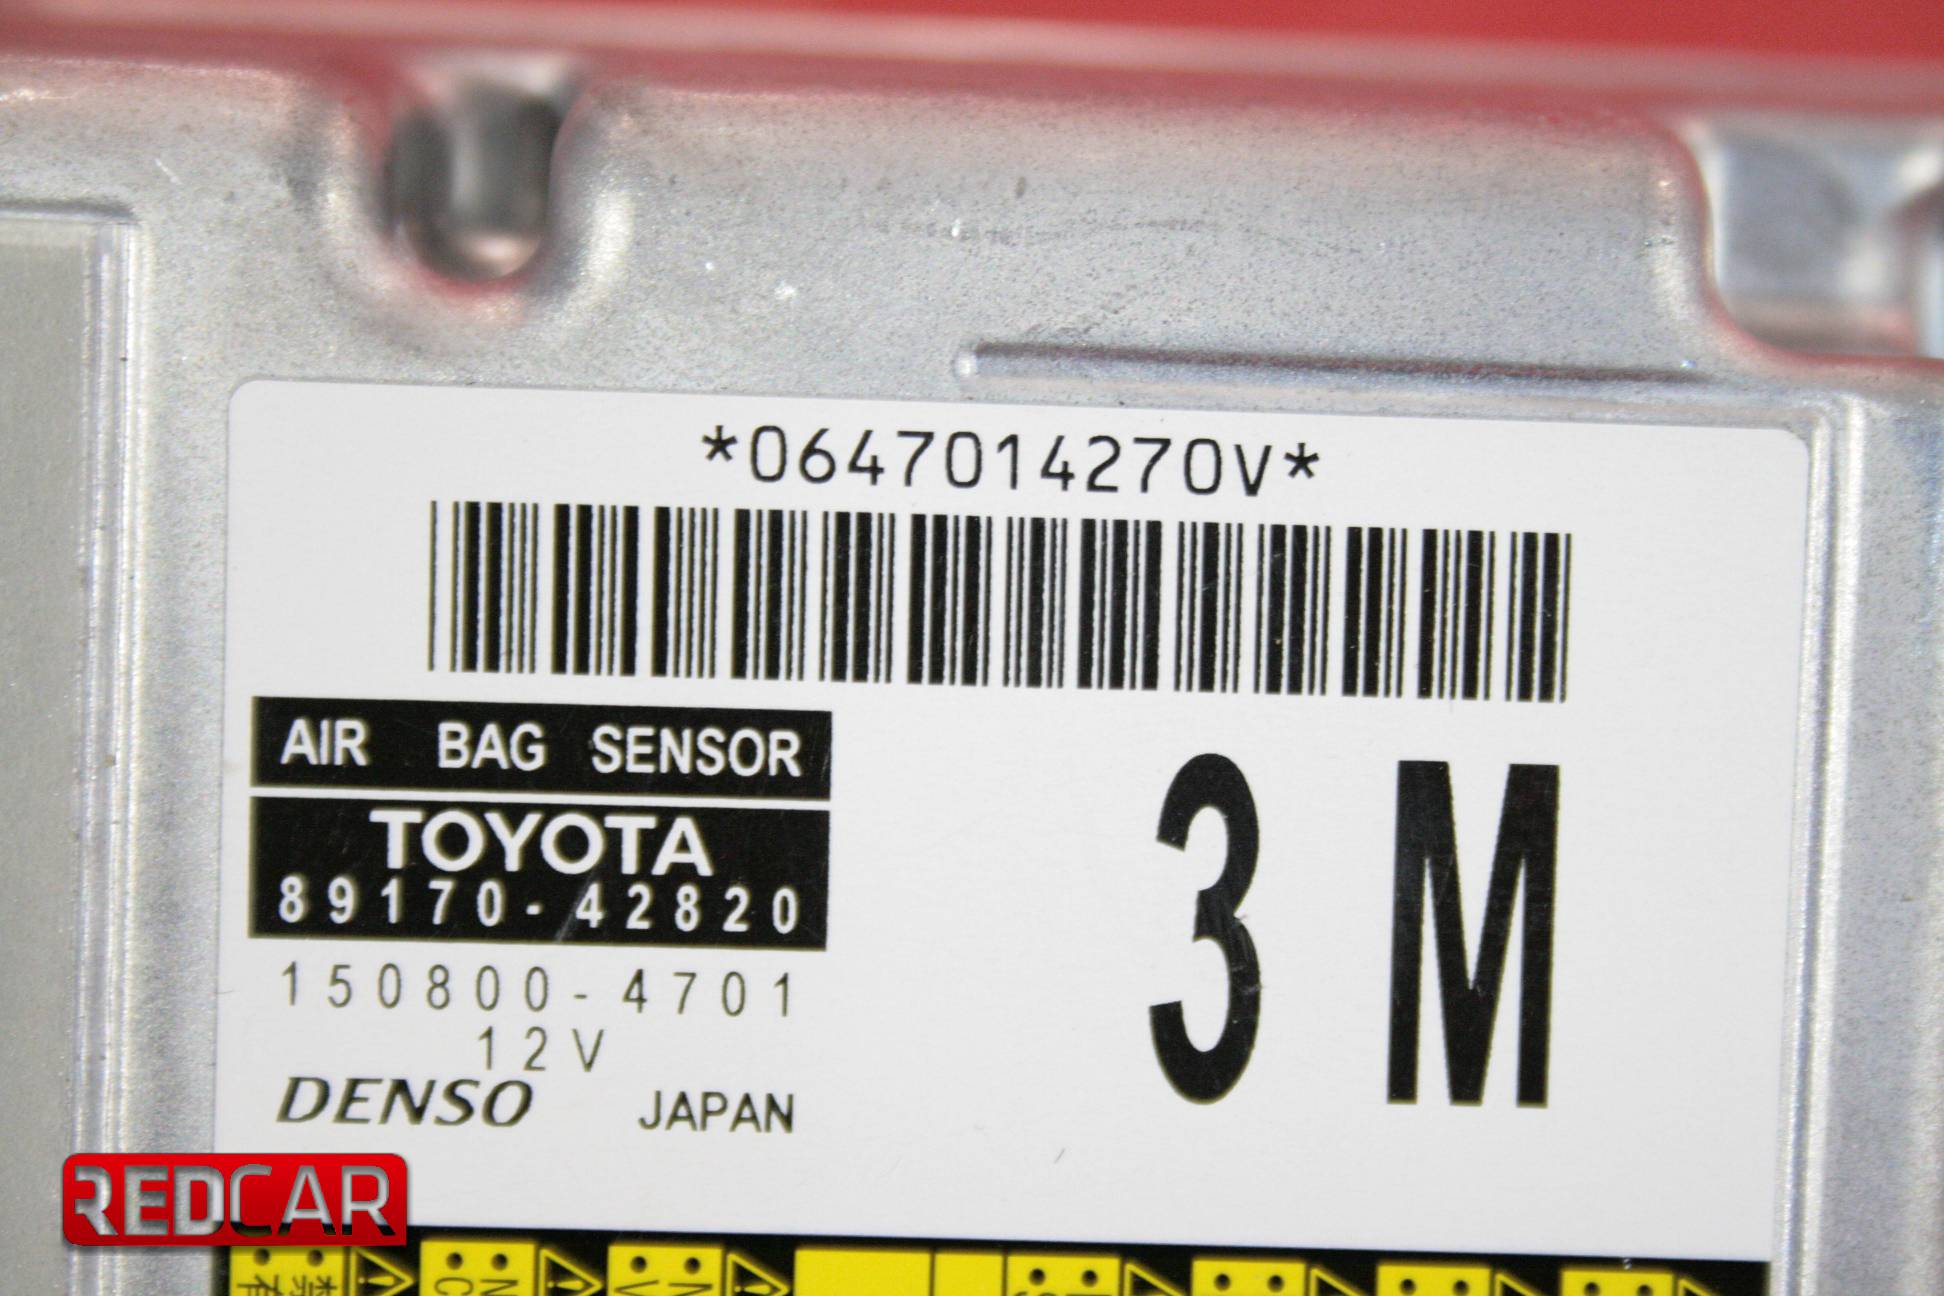 *0647014270V*
AIR BAG SENSOR
TOYOTA
89170-42820
150800-4701
12V
DENSO JAPAN
3 M
REDCAR